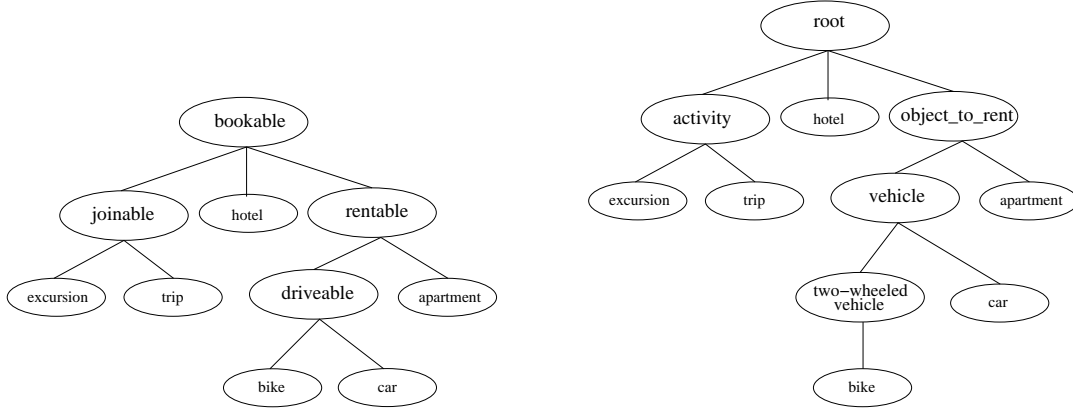 bookable
joinable
hotel
rentable
excursion
trip
driveable
apartment
bike
car
root
activity
hotel
object_to_rent
excursion
trip
vehicle
apartment
two-wheeled
vehicle
car
bike